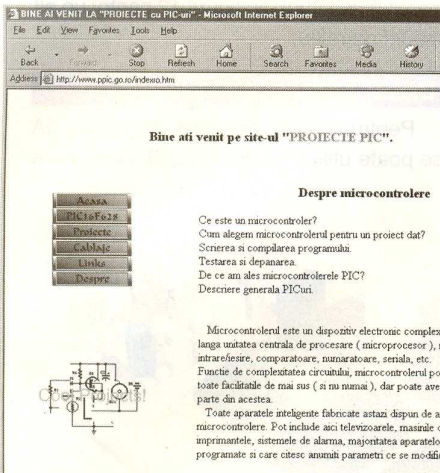 BINE AI VENIT LA "PROIECTE cu PIC-uri" - Microsoft Internet Explorer
File Edit View Favorites Tools Help
Back Forward Stop Refresh Home Search Favorites Media History
Address http://www.ppic.go.ro/indexro.htm
Bine ati venit pe site-ul "PROIECTE PIC".
Despre microcontrolere
Acasa
PIC16F628
Proiecte
Cablaje
Links
Despre
Ce este un microcontroler?
Cum alegem microcontrolerul pentru un proiect dat?
Scrierea si compilarea programului.
Testarea si depanarea.
De ce am ales microcontrolerele PIC?
Descriere generala PICuri.
Microcontrolerul este un dispozitiv electronic complex
langa unitatea centrala de procesare ( microprocesor ),
intrare/iesire, comparatoare, numaratoare, seriala, etc.
Functie de complexitatea circuitului, microcontrolerul po
toate facilitatile de mai sus ( si nu numai ), dar poate ave
parte din acestea.
Toate aparatele inteligente fabricate astazi dispun de a
microcontrolere. Pot include aici televizoarele, masinile
imprimantele, sistemele de alarma, majoritatea aparatelo
programate si care citesc anumiti parametri ce se modifi